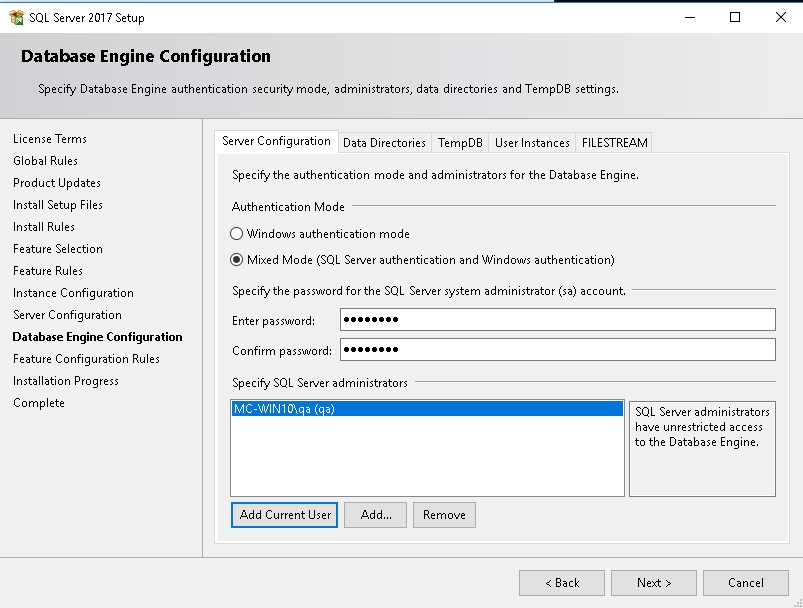 SQL Server 2017 Setup
Database Engine Configuration
Specify Database Engine authentication security mode, administrators, data directories and TempDB settings.
License Terms
Global Rules
Product Updates
Install Setup Files
Install Rules
Feature Selection
Feature Rules
Instance Configuration
Server Configuration
Database Engine Configuration
Feature Configuration Rules
Installation Progress
Complete
Server Configuration Data Directories TempDB User Instances FILESTREAM
Specify the authentication mode and administrators for the Database Engine.
Authentication Mode
Windows authentication mode
Mixed Mode (SQL Server authentication and Windows authentication)
Specify the password for the SQL Server system administrator (sa) account.
Enter password: ●●●●●●●●
Confirm password: ●●●●●●●●
Specify SQL Server administrators
MC-WIN10\qa (qa)
SQL Server administrators
have unrestricted access
to the Database Engine.
Add Current User Add... Remove
< Back Next > Cancel